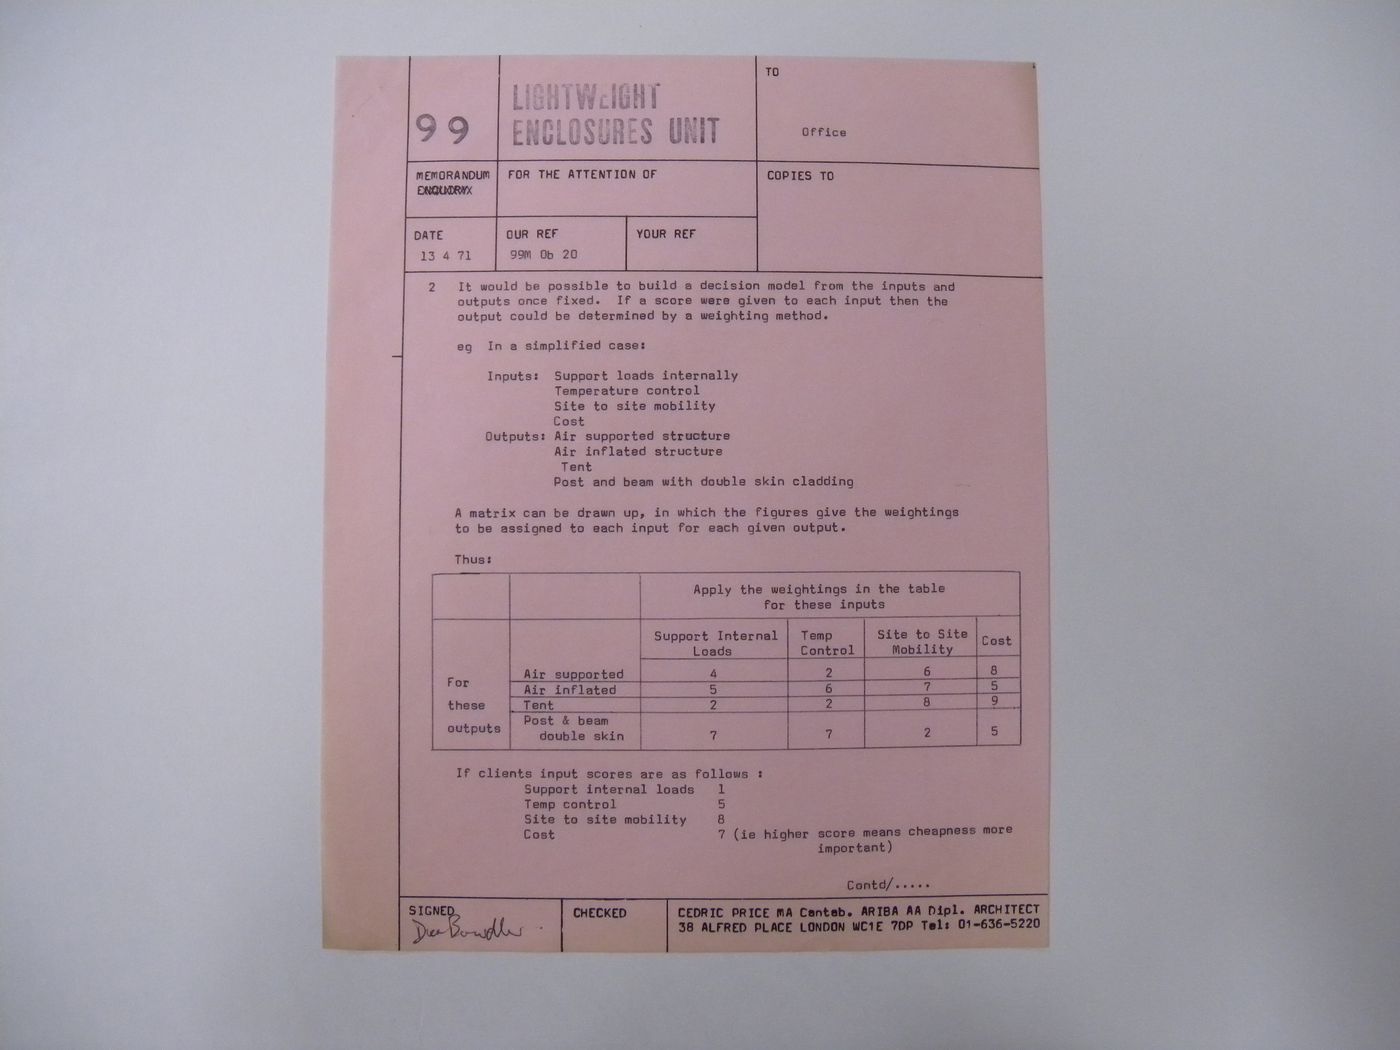 99
LIGHTWEIGHT
ENCLOSURES UNIT
TO
Office
MEMORANDUM
FOR THE ATTENTION OF
COPIES TO
DATE
13 4 71
OUR REF
99M Ob 20
YOUR REF
2 It would be possible to build a decision model from the inputs and
outputs once fixed. If a score were given to each input then the
output could be determined by a weighting method.
eg In a simplified case:
Inputs: Support loads internally
Temperature control
Site to site mobility
Cost
Outputs: Air supported structure
Air inflated structure
Tent
Post and beam with double skin cladding
A matrix can be drawn up, in which the figures give the weightings
to be assigned to each input for each given output.
Thus:
Apply the weightings in the table
for these inputs
Support Internal Loads Temp Control Site to Site Mobility Cost
For these outputs
Air supported 4 2 6 8
Air inflated 5 6 7 5
Tent 2 2 8 9
Post & beam
double skin 7 7 2 5
If clients input scores are as follows :
Support internal loads 1
Temp control 5
Site to site mobility 8
Cost 7 (ie higher score means cheapness more
important)
Contd/.....
SIGNED
CHECKED
CEDRIC PRICE MA Cantab. ARIBA AA Dipl. ARCHITECT
38 ALFRED PLACE LONDON WC1E 7DP Tel: 01-636-5220